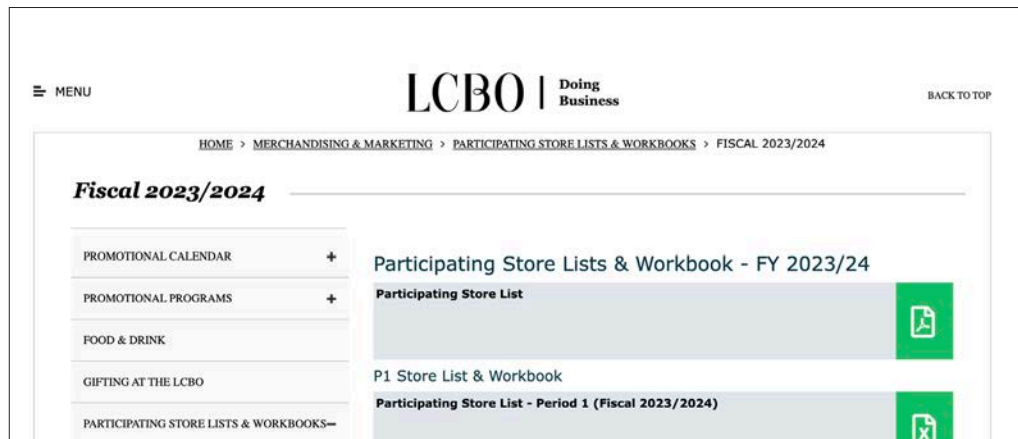 MENU
LCBO | Doing Business
BACK TO TOP
HOME > MERCHANDISING & MARKETING > PARTICIPATING STORE LISTS & WORKBOOKS > FISCAL 2023/2024
Fiscal 2023/2024
PROMOTIONAL CALENDAR +
PROMOTIONAL PROGRAMS +
FOOD & DRINK
GIFTING AT THE LCBO
PARTICIPATING STORE LISTS & WORKBOOKS−
Participating Store Lists & Workbook - FY 2023/24
Participating Store List
P1 Store List & Workbook
Participating Store List - Period 1 (Fiscal 2023/2024)